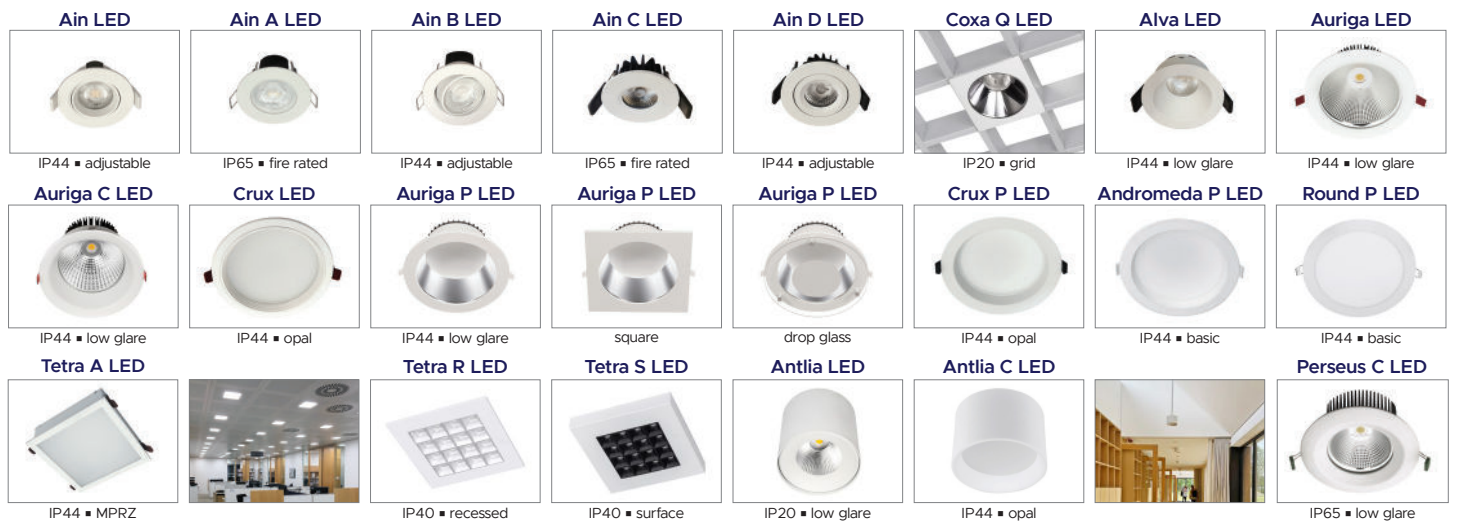 Ain LED
Ain A LED
Ain B LED
Ain C LED
Ain D LED
Coxa Q LED
Alva LED
Auriga LED
IP44 ▪ adjustable
IP65 ▪ fire rated
IP44 ▪ adjustable
IP65 ▪ fire rated
IP44 ▪ adjustable
IP20 ▪ grid
IP44 ▪ low glare
IP44 ▪ low glare
Auriga C LED
Crux LED
Auriga P LED
Auriga P LED
Auriga P LED
Crux P LED
Andromeda P LED
Round P LED
IP44 ▪ low glare
IP44 ▪ opal
IP44 ▪ low glare
square
drop glass
IP44 ▪ opal
IP44 ▪ basic
IP44 ▪ basic
Tetra A LED
Tetra R LED
Tetra S LED
Antlia LED
Antlia C LED
Perseus C LED
IP44 ▪ MPRZ
IP40 ▪ recessed
IP40 ▪ surface
IP20 ▪ low glare
IP44 ▪ opal
IP65 ▪ low glare